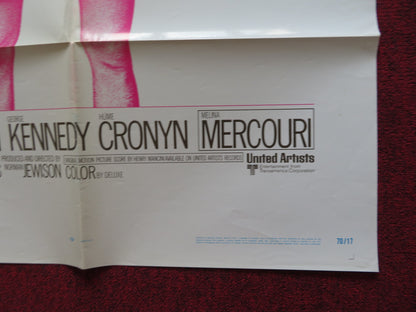 GEORGE HUME MELINA
KENNEDY CRONYN MERCOURI
PRODUCED AND DIRECTED BY ORIGINAL MOTION PICTURE SCORE BY HENRY MANCINI AVAILABLE ON UNITED ARTISTS RECORDS United Artists
NORMAN JEWISON COLOR BY DELUXE Entertainment from
Transamerica Corporation
70/17